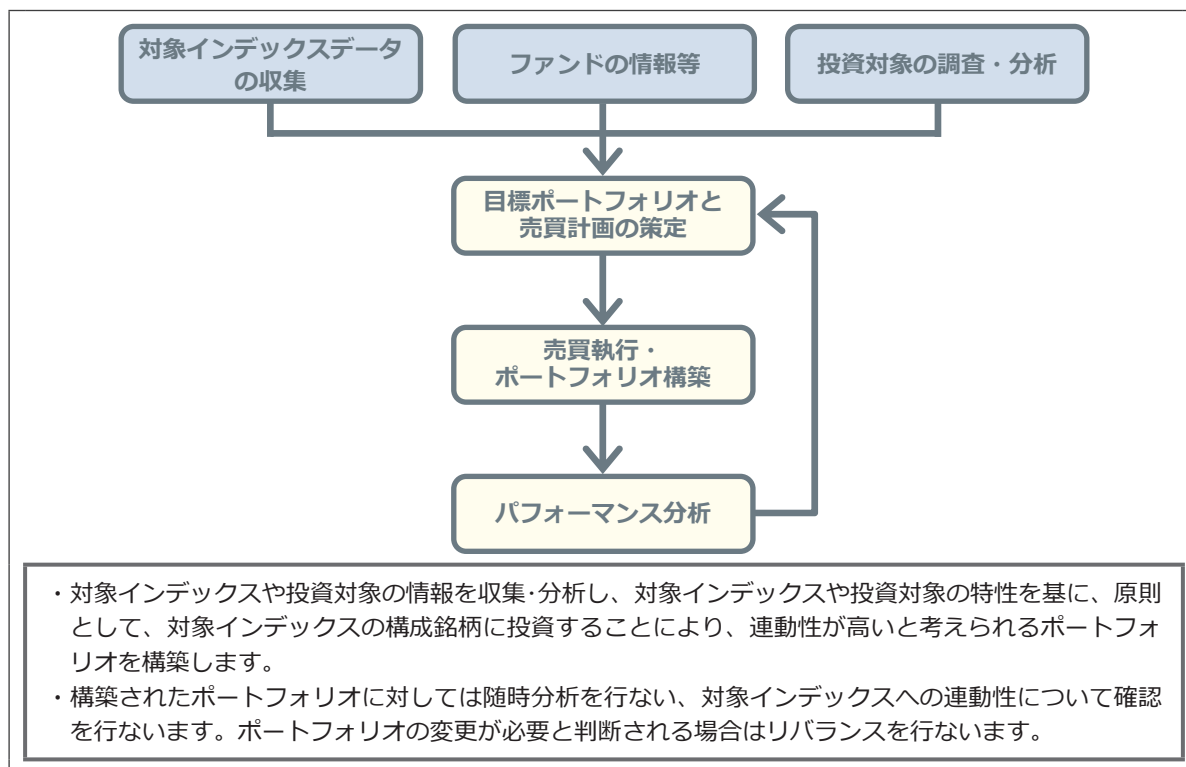 対象インデックスデータ
の収集
ファンドの情報等
投資対象の調査・分析
目標ポートフォリオと
売買計画の策定
売買執行・
ポートフォリオ構築
パフォーマンス分析
・対象インデックスや投資対象の情報を収集・分析し、対象インデックスや投資対象の特性を基に、原則
として、対象インデックスの構成銘柄に投資することにより、連動性が高いと考えられるポートフォ
リオを構築します。
・構築されたポートフォリオに対しては随時分析を行ない、対象インデックスへの連動性について確認
を行ないます。ポートフォリオの変更が必要と判断される場合はリバランスを行ないます。